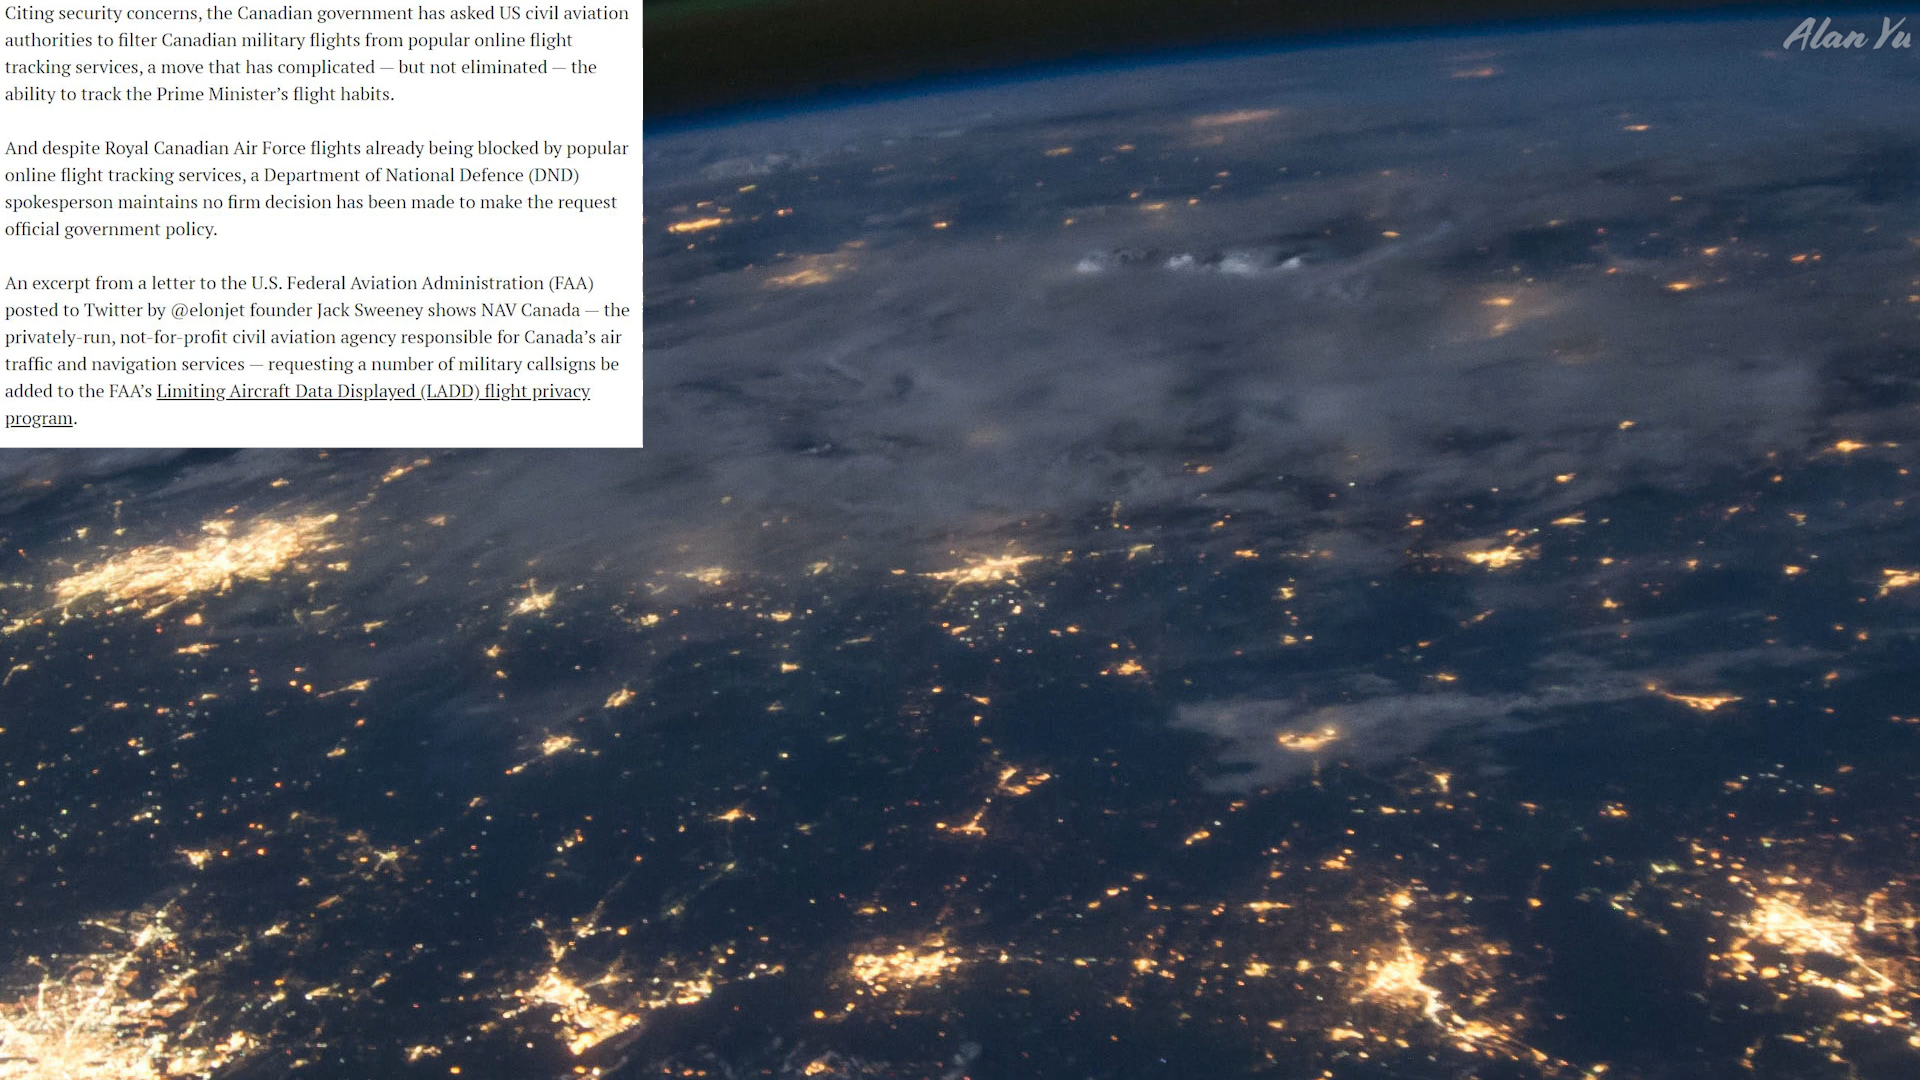 Citing security concerns, the Canadian government has asked US civil aviation
authorities to filter Canadian military flights from popular online flight
tracking services, a move that has complicated — but not eliminated — the
ability to track the Prime Minister’s flight habits.
And despite Royal Canadian Air Force flights already being blocked by popular
online flight tracking services, a Department of National Defence (DND)
spokesperson maintains no firm decision has been made to make the request
official government policy.
An excerpt from a letter to the U.S. Federal Aviation Administration (FAA)
posted to Twitter by @elonjet founder Jack Sweeney shows NAV Canada — the
privately-run, not-for-profit civil aviation agency responsible for Canada’s air
traffic and navigation services — requesting a number of military callsigns be
added to the FAA’s Limiting Aircraft Data Displayed (LADD) flight privacy
program.
Alan Yu